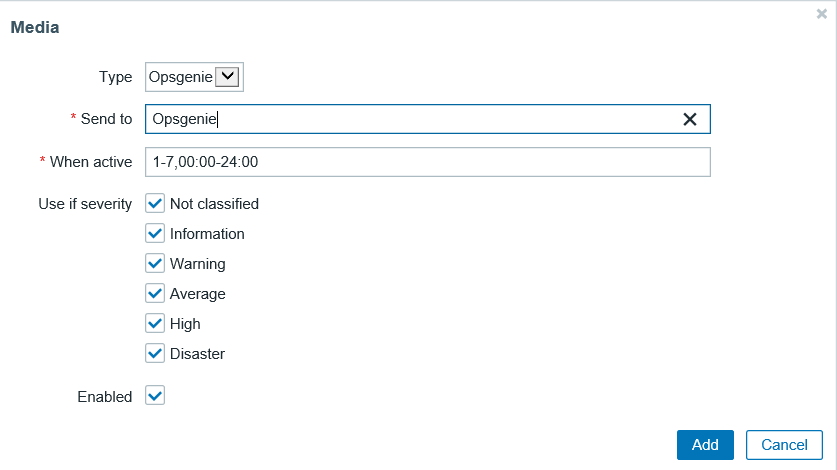 Media
Type Opsgenie
* Send to Opsgenie
* When active 1-7,00:00-24:00
Use if severity Not classified
Information
Warning
Average
High
Disaster
Enabled
Add Cancel